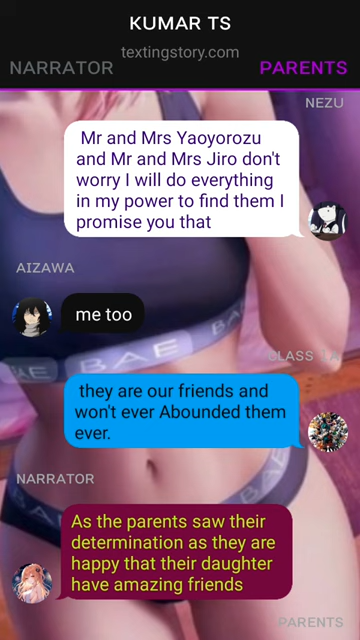 KUMAR TS
textingstory.com
NARRATOR
PARENTS
NEZU
Mr and Mrs Yaoyorozu
and Mr and Mrs Jiro don't
worry I will do everything
in my power to find them I
promise you that
AIZAWA
me too
BAE
BAE
CLASS 1A
they are our friends and
won't ever Abounded them
ever.
NARRATOR
As the parents saw their
determination as they are
happy that their daughter
have amazing friends
PARENTS